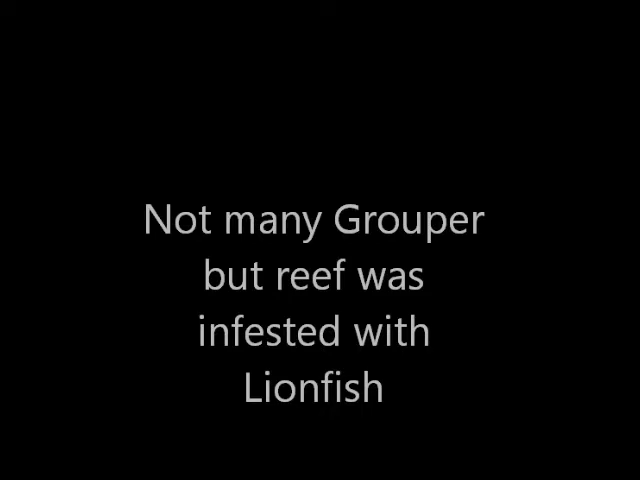 Not many Grouper
but reef was
infested with
Lionfish